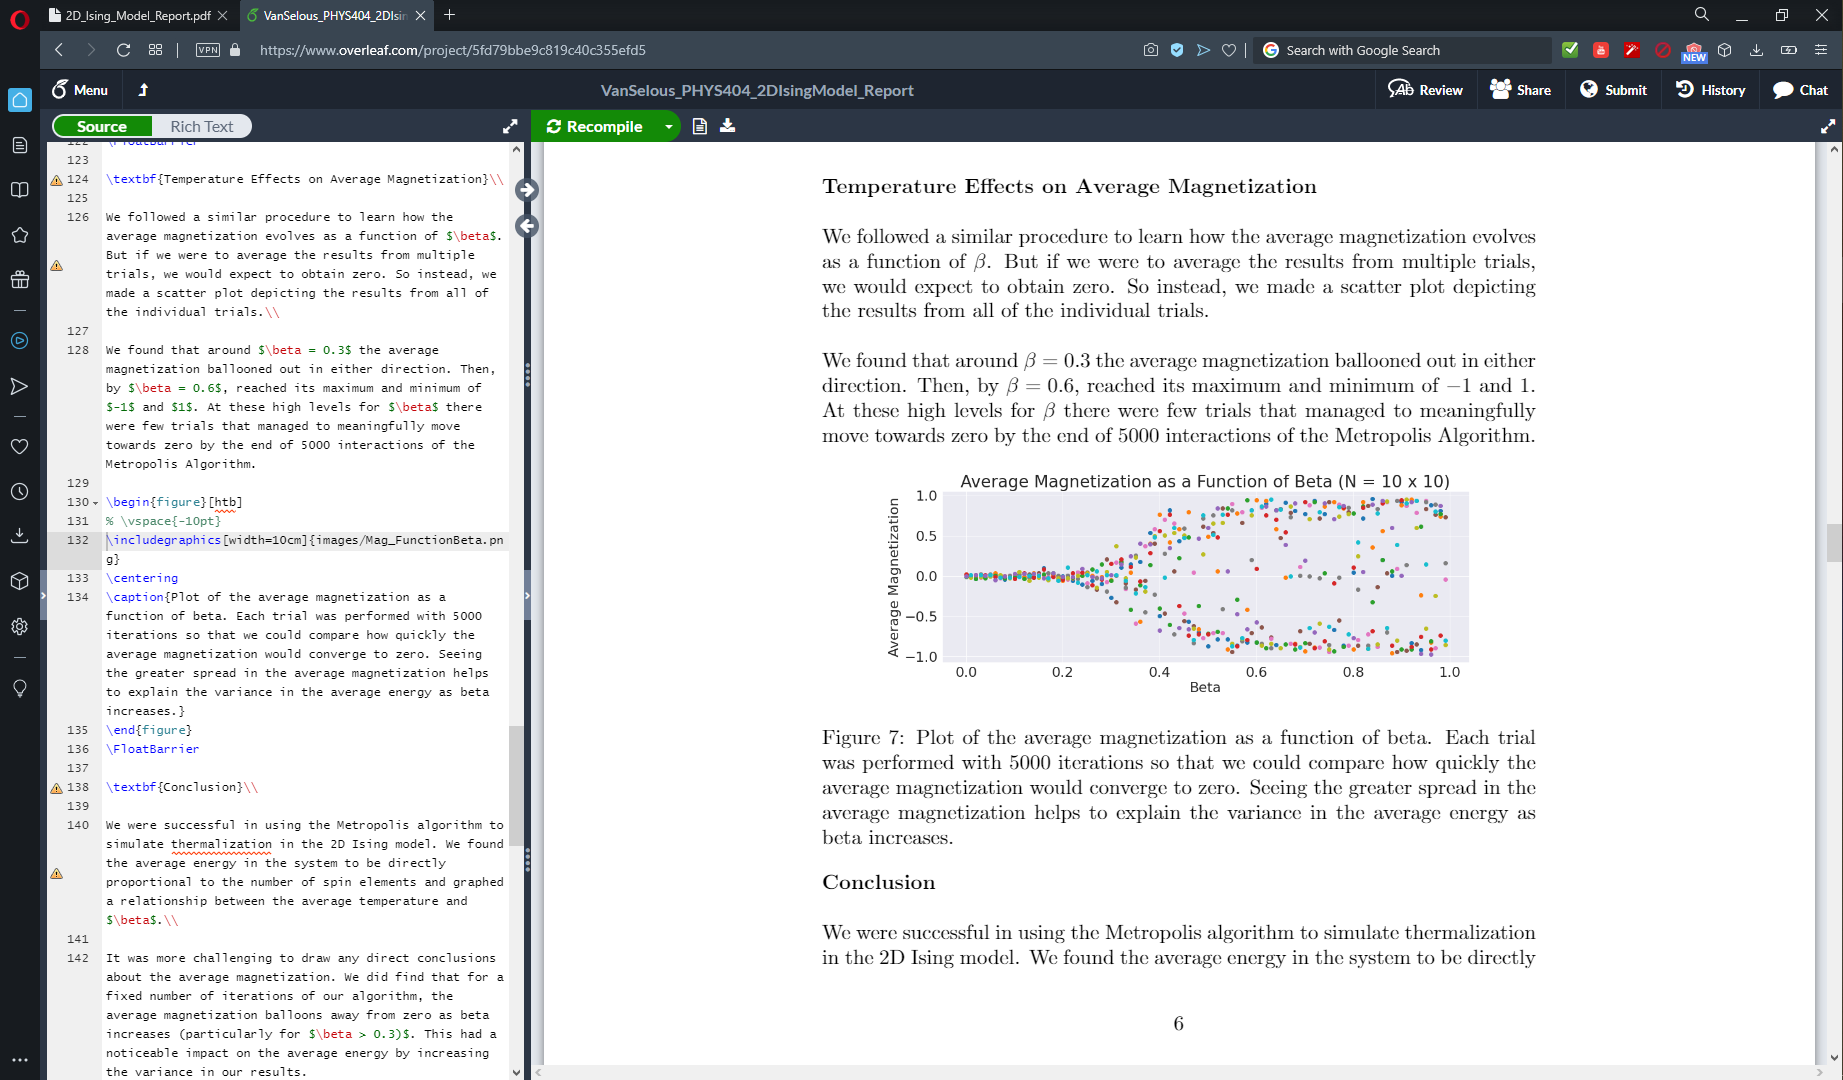 2D_Ising_Model_Report.pdf
VanSelous_PHYS404_2DIsin
VPN
https://www.overleaf.com/project/5fd79bbe9c819c40c355efd5
Search with Google Search
NEW
Menu
VanSelous_PHYS404_2DIsingModel_Report
Review
Share
Submit
History
Chat
Source
Rich Text
Recompile
122 \FloatBarrier
123
124 \textbf{Temperature Effects on Average Magnetization}\\
125
126 We followed a similar procedure to learn how the
average magnetization evolves as a function of $\beta$.
But if we were to average the results from multiple
trials, we would expect to obtain zero. So instead, we
made a scatter plot depicting the results from all of
the individual trials.\\
127
128 We found that around $\beta = 0.3$ the average
magnetization ballooned out in either direction. Then,
by $\beta = 0.6$, reached its maximum and minimum of
$-1$ and $1$. At these high levels for $\beta$ there
were few trials that managed to meaningfully move
towards zero by the end of 5000 interactions of the
Metropolis Algorithm.
129
130 \begin{figure}[htb]
131 % \vspace{-10pt}
132 \includegraphics[width=10cm]{images/Mag_FunctionBeta.pn
g}
133 \centering
134 \caption{Plot of the average magnetization as a
function of beta. Each trial was performed with 5000
iterations so that we could compare how quickly the
average magnetization would converge to zero. Seeing
the greater spread in the average magnetization helps
to explain the variance in the average energy as beta
increases.}
135 \end{figure}
136 \FloatBarrier
137
138 \textbf{Conclusion}\\
139
140 We were successful in using the Metropolis algorithm to
simulate thermalization in the 2D Ising model. We found
the average energy in the system to be directly
proportional to the number of spin elements and graphed
a relationship between the average temperature and
$\beta$.\\
141
142 It was more challenging to draw any direct conclusions
about the average magnetization. We did find that for a
fixed number of iterations of our algorithm, the
average magnetization balloons away from zero as beta
increases (particularly for $\beta > 0.3)$. This had a
noticeable impact on the average energy by increasing
the variance in our results.
Temperature Effects on Average Magnetization
We followed a similar procedure to learn how the average magnetization evolves
as a function of β. But if we were to average the results from multiple trials,
we would expect to obtain zero. So instead, we made a scatter plot depicting
the results from all of the individual trials.
We found that around β = 0.3 the average magnetization ballooned out in either
direction. Then, by β = 0.6, reached its maximum and minimum of −1 and 1.
At these high levels for β there were few trials that managed to meaningfully
move towards zero by the end of 5000 interactions of the Metropolis Algorithm.
Average Magnetization as a Function of Beta (N = 10 x 10)
Average Magnetization
1.0
0.5
0.0
−0.5
−1.0
0.0 0.2 0.4 0.6 0.8 1.0
Beta
Figure 7: Plot of the average magnetization as a function of beta. Each trial
was performed with 5000 iterations so that we could compare how quickly the
average magnetization would converge to zero. Seeing the greater spread in the
average magnetization helps to explain the variance in the average energy as
beta increases.
Conclusion
We were successful in using the Metropolis algorithm to simulate thermalization
in the 2D Ising model. We found the average energy in the system to be directly
6